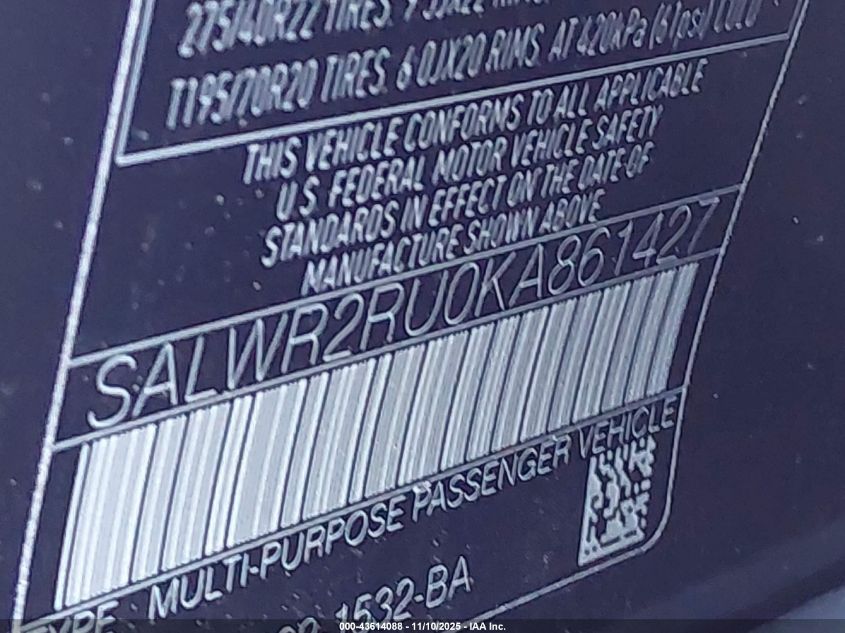 275/40R22 TIRES.
T195/70R20 TIRES. 6.0JX20 RIMS AT 420kPa (61psi) COLD
THIS VEHICLE CONFORMS TO ALL APPLICABLE
U.S. FEDERAL MOTOR VEHICLE SAFETY
STANDARDS IN EFFECT ON THE DATE OF
MANUFACTURE SHOWN ABOVE
SALWR2RU0KA861427
TYPE : MULTI-PURPOSE PASSENGER VEHICLE
1532-BA
000-43614088 - 11/10/2025 - IAA Inc.